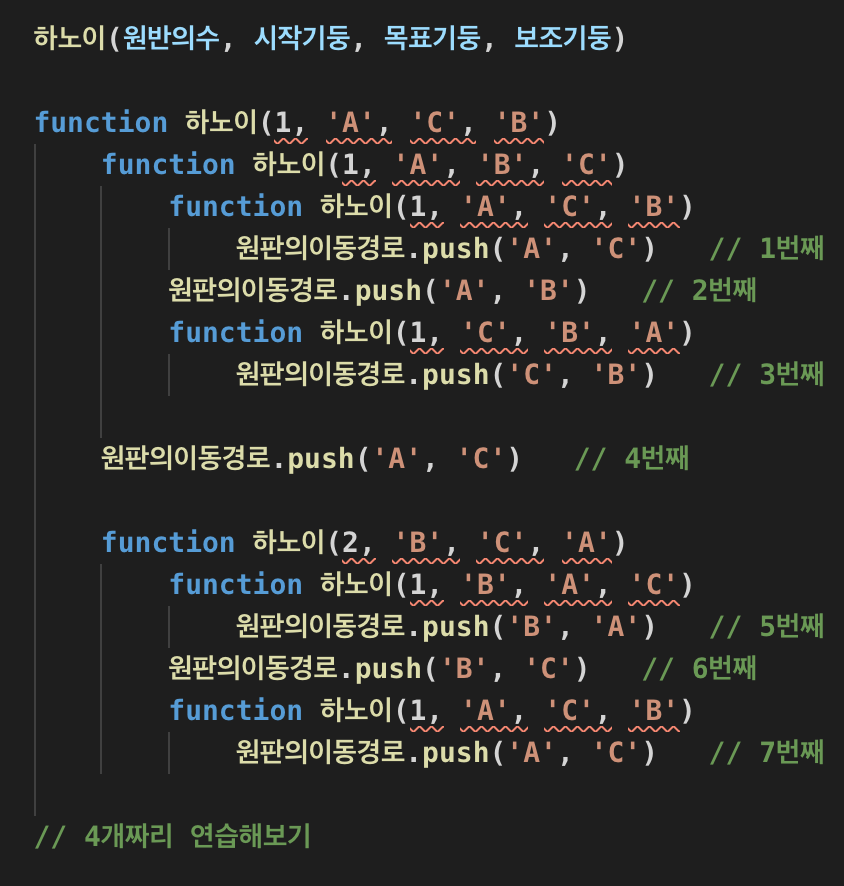 하노이(원반의수, 시작기둥, 목표기둥, 보조기둥)
function 하노이(1, 'A', 'C', 'B')
function 하노이(1, 'A', 'B', 'C')
function 하노이(1, 'A', 'C', 'B')
원판의이동경로.push('A', 'C') // 1번째
원판의이동경로.push('A', 'B') // 2번째
function 하노이(1, 'C', 'B', 'A')
원판의이동경로.push('C', 'B') // 3번째
원판의이동경로.push('A', 'C') // 4번째
function 하노이(2, 'B', 'C', 'A')
function 하노이(1, 'B', 'A', 'C')
원판의이동경로.push('B', 'A') // 5번째
원판의이동경로.push('B', 'C') // 6번째
function 하노이(1, 'A', 'C', 'B')
원판의이동경로.push('A', 'C') // 7번째
// 4개짜리 연습해보기